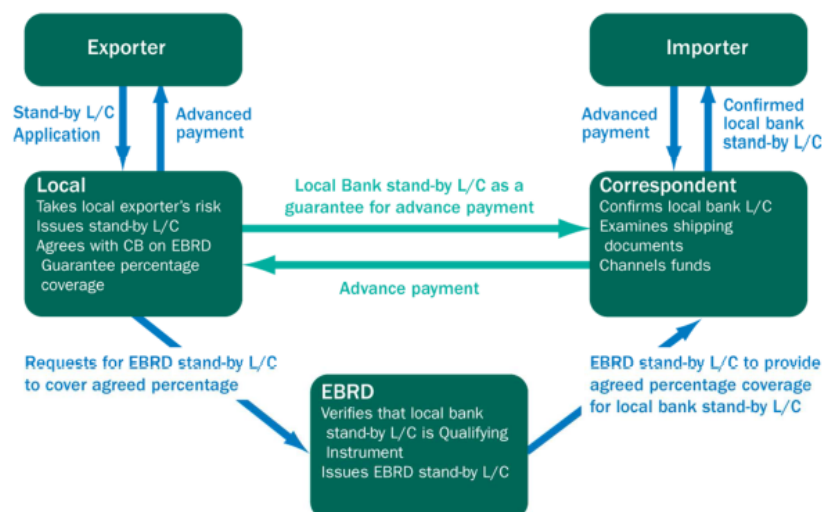 Exporter
Importer
Stand-by L/C
Application
Advanced
payment
Advanced
payment
Confirmed
local bank
stand-by L/C
Local
Takes local exporter's risk
Issues stand-by L/C
Agrees with CB on EBRD
Guarantee percentage
coverage
Local Bank stand-by L/C as a
guarantee for advance payment
Advance payment
Correspondent
Confirms local bank L/C
Examines shipping
documents
Channels funds
Requests for EBRD stand-by L/C
to cover agreed percentage
EBRD
Verifies that local bank
stand-by L/C is Qualifying
Instrument
Issues EBRD stand-by L/C
EBRD stand-by L/C to provide
agreed percentage coverage
for local bank stand-by L/C